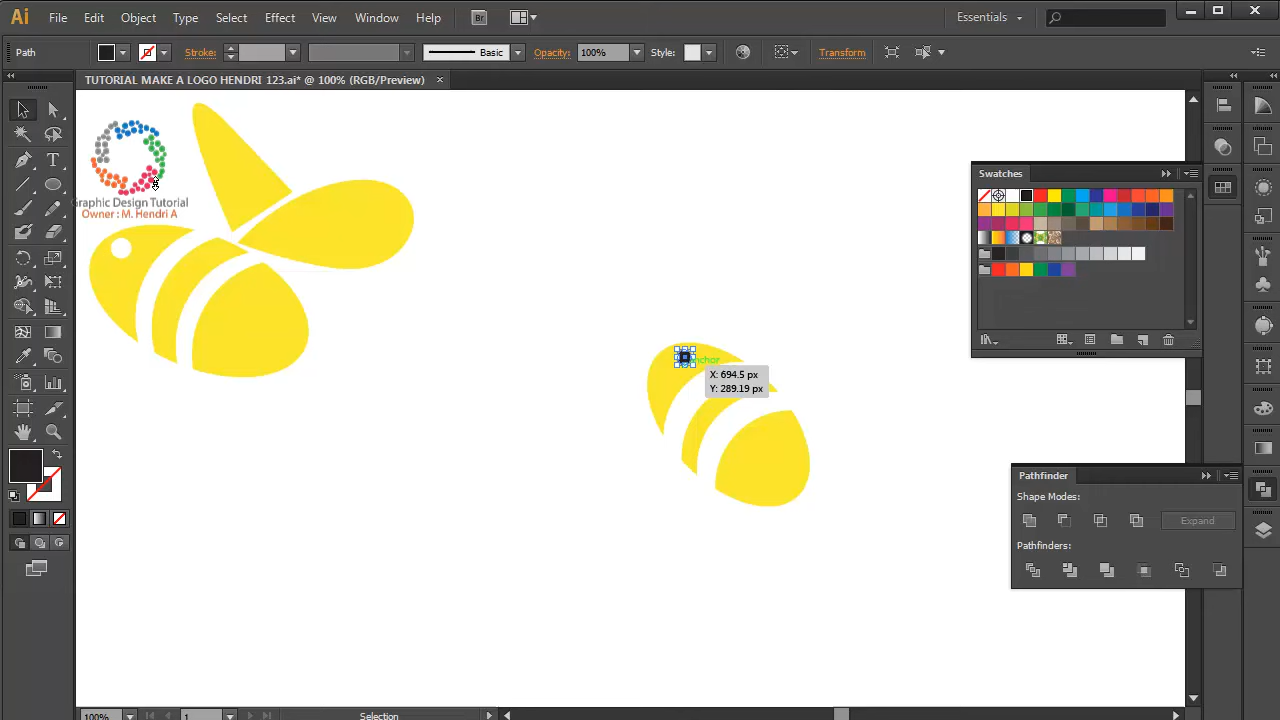 Ai File Edit Object Type Select Effect View Window Help Br Essentials
Path Stroke: Basic Opacity: 100% Style: Transform
TUTORIAL MAKE A LOGO HENDRI 123.ai* @ 100% (RGB/Preview)
Swatches
Graphic Design Tutorial
Owner : M. Hendri A
X: 694.5 px
Y: 289.19 px
Pathfinder
Shape Modes:
Expand
Pathfinders:
100% 1 Selection